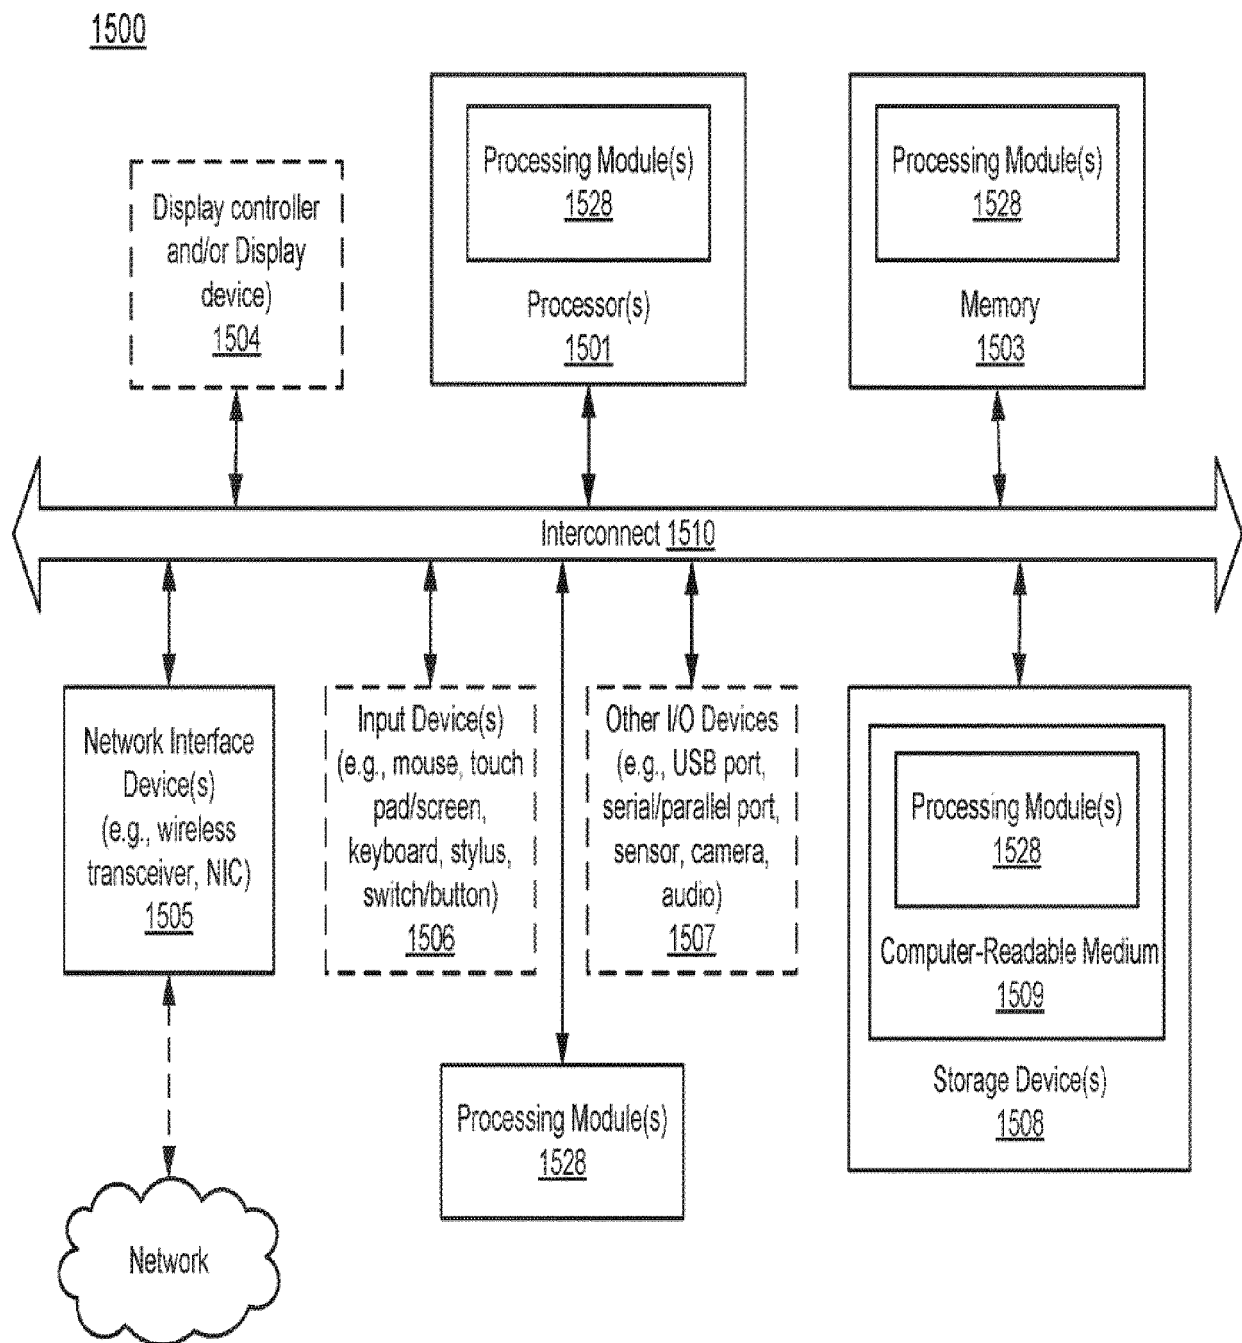 1500
Display controller
and/or Display
device)
1504
Processing Module(s)
1528
Processor(s)
1501
Processing Module(s)
1528
Memory
1503
Interconnect 1510
Network Interface
Device(s)
(e.g., wireless
transceiver, NIC)
1505
Input Device(s)
(e.g., mouse, touch
pad/screen,
keyboard, stylus,
switch/button)
1506
Other I/O Devices
(e.g., USB port,
serial/parallel port,
sensor, camera,
audio)
1507
Processing Module(s)
1528
Computer-Readable Medium
1509
Storage Device(s)
1508
Processing Module(s)
1528
Network